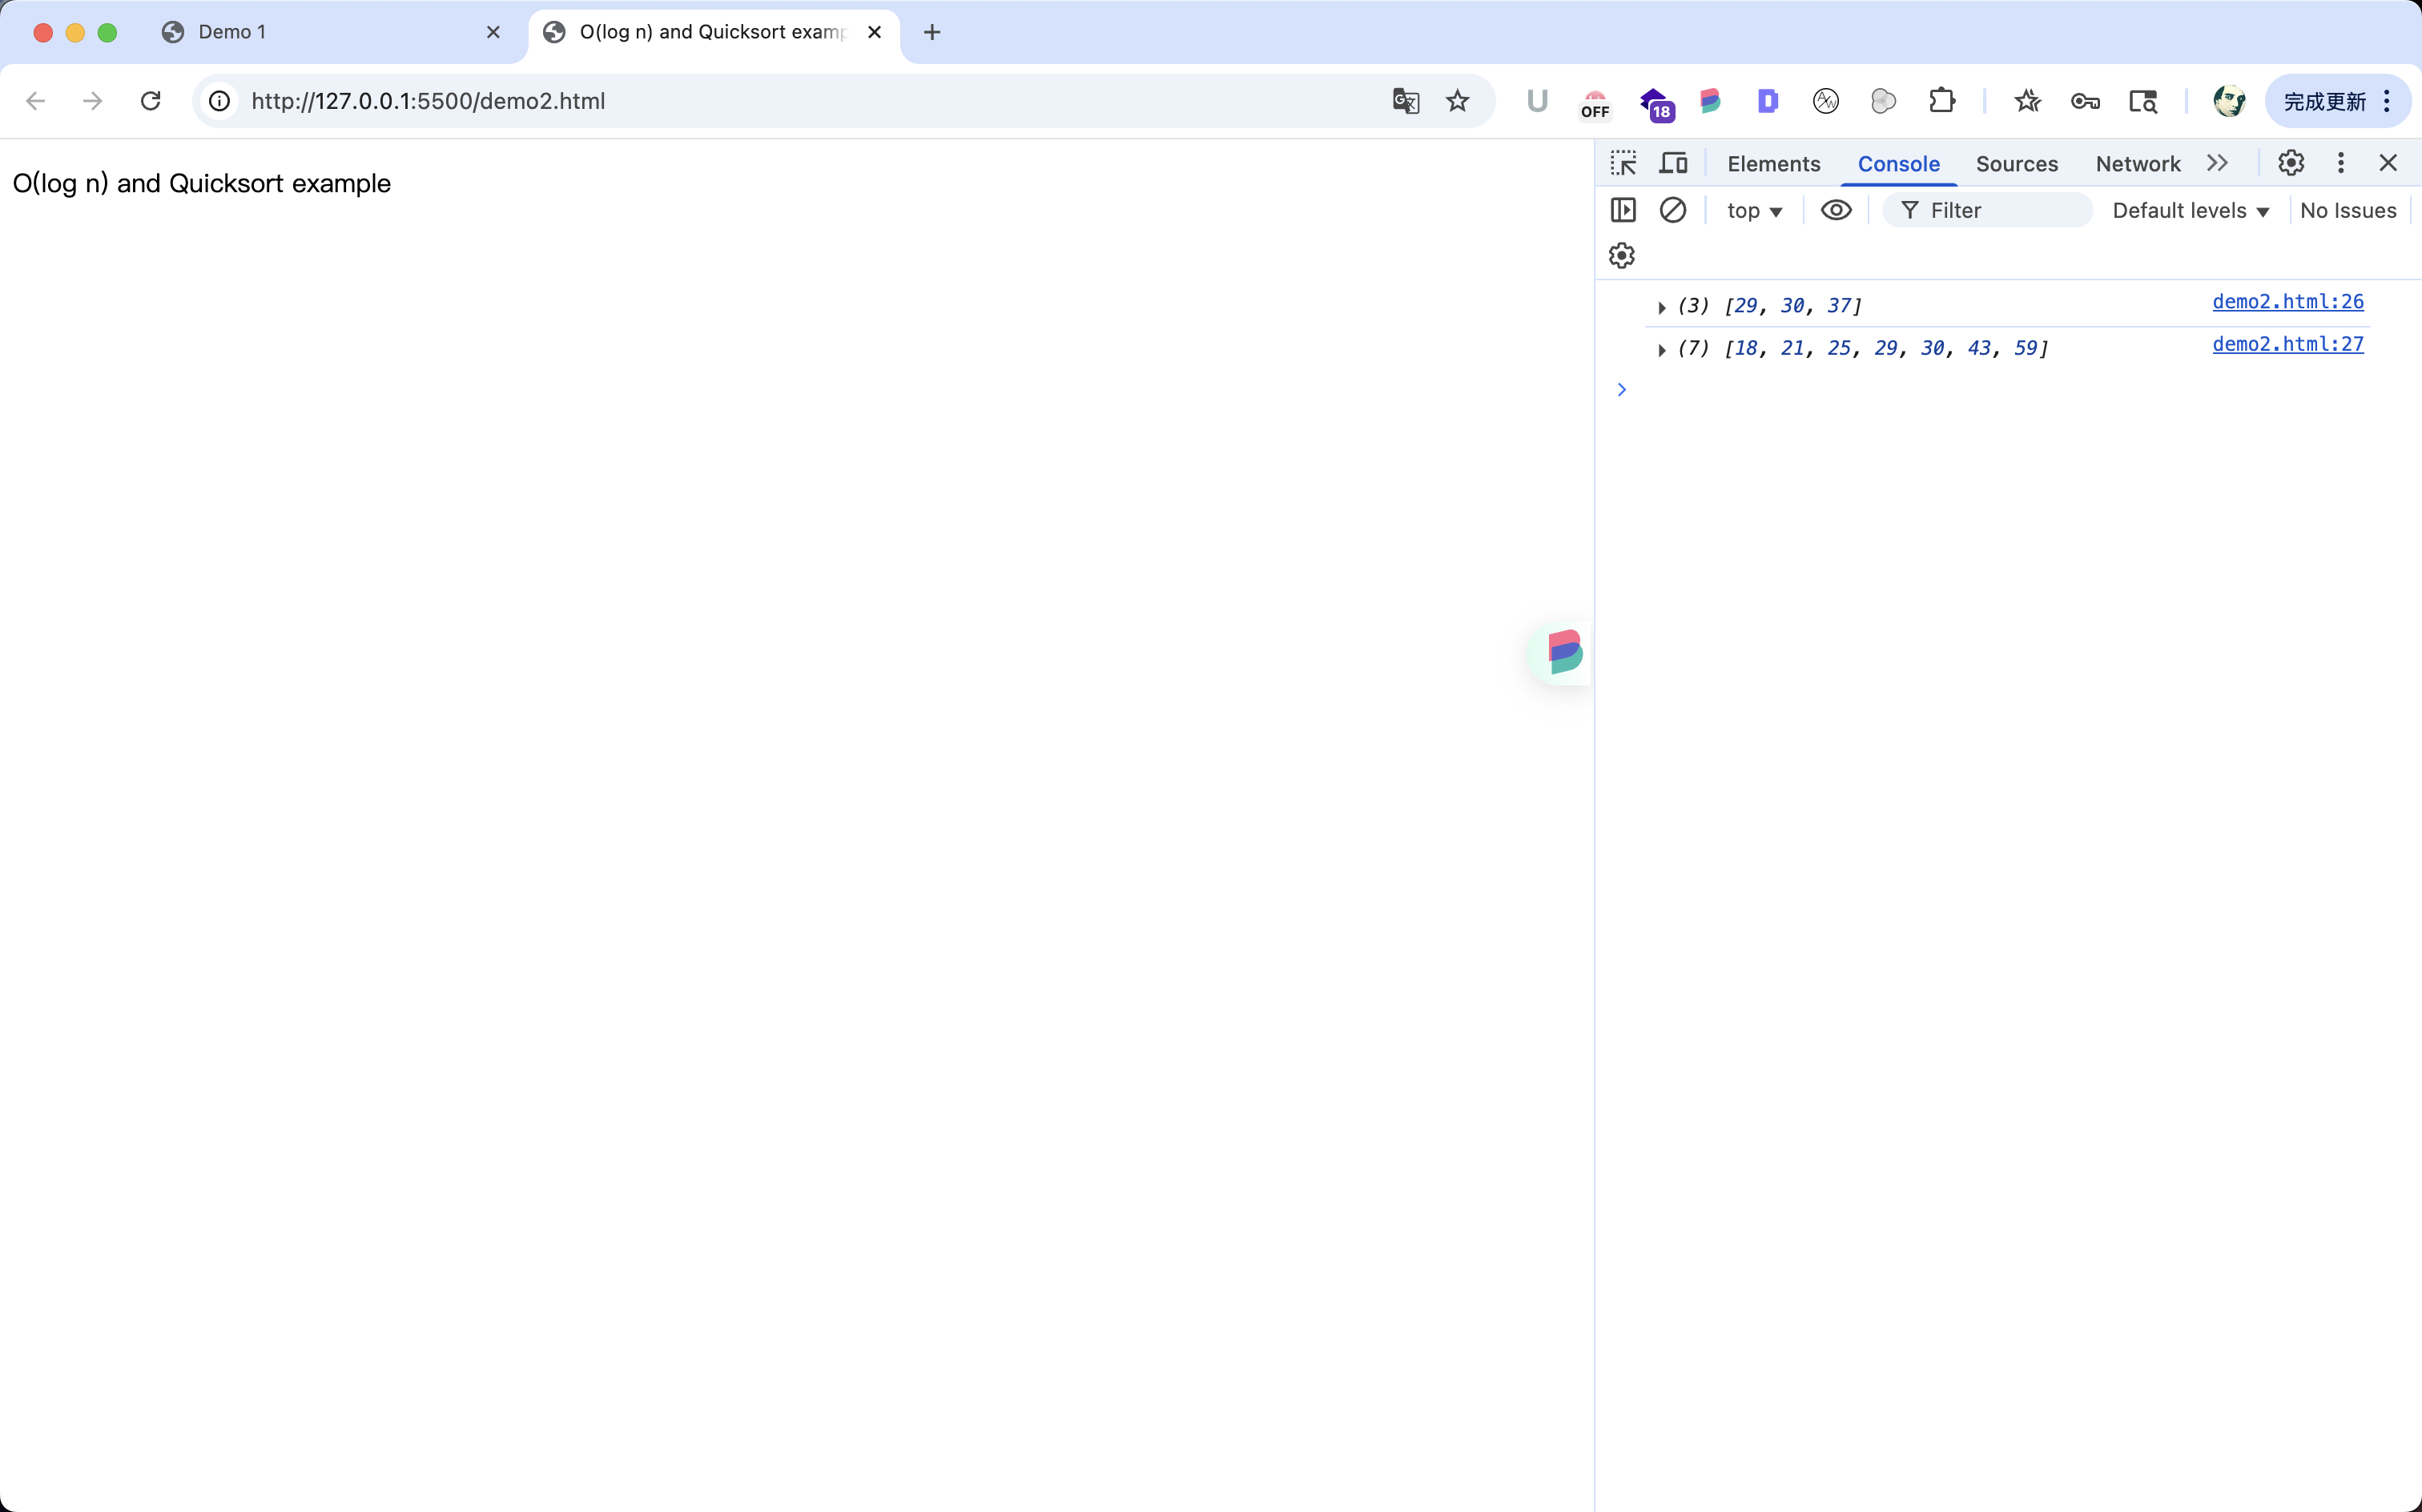 Demo 1
O(log n) and Quicksort examp
http://127.0.0.1:5500/demo2.html
OFF
18
完成更新
O(log n) and Quicksort example
Elements Console Sources Network
top Filter Default levels No Issues
(3) [29, 30, 37] demo2.html:26
(7) [18, 21, 25, 29, 30, 43, 59] demo2.html:27